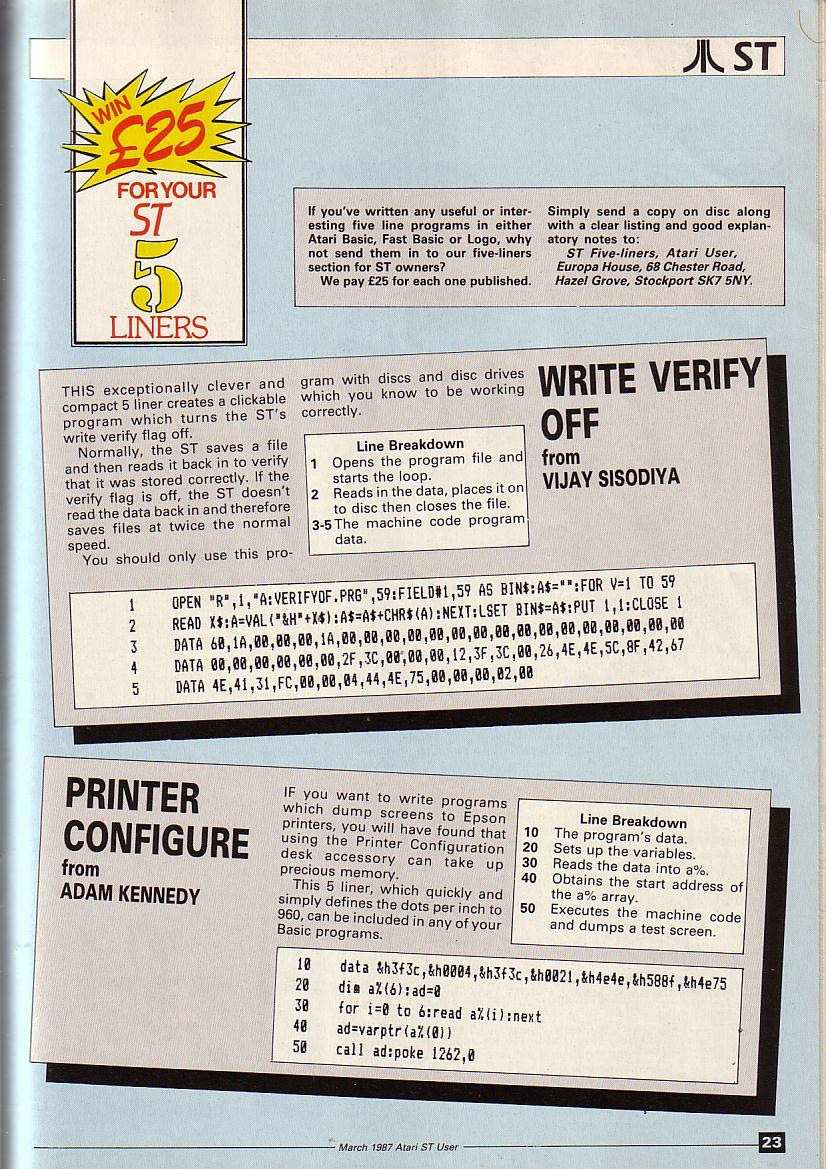 ST
WIN
£25
FOR YOUR
ST
5
LINERS
If you've written any useful or inter-
esting five line programs in either
Atari Basic, Fast Basic or Logo, why
not send them in to our five-liners
section for ST owners?
We pay £25 for each one published.
Simply send a copy on disc along
with a clear listing and good explan-
atory notes to:
ST Five-liners, Atari User,
Europa House, 68 Chester Road,
Hazel Grove, Stockport SK7 5NY.
THIS exceptionally clever and
compact 5 liner creates a clickable
program which turns the ST's
write verify flag off.
Normally, the ST saves a file
and then reads it back in to verify
that it was stored correctly. If the
verify flag is off, the ST doesn't
read the data back in and therefore
saves files at twice the normal
speed.
You should only use this pro-
gram with discs and disc drives
which you know to be working
correctly.
Line Breakdown
1 Opens the program file and
starts the loop.
2 Reads in the data, places it on
to disc then closes the file.
3-5 The machine code program
data.
WRITE VERIFY
OFF
from
VIJAY SISODIYA
1 OPEN "R",1,"A:VERIFYOF.PRG",59:FIELD#1,59 AS BIN$:A$="":FOR V=1 TO 59
2 READ X$:A=VAL("&H"+X$):A$=A$+CHR$(A):NEXT:LSET BIN$=A$:PUT 1,1:CLOSE 1
3 DATA 60,1A,00,00,00,1A,00,00,00,00,00,00,00,00,00,00,00,00,00,00,00,00
4 DATA 00,00,00,00,00,00,2F,3C,00,00,00,12,3F,3C,00,26,4E,4E,5C,8F,42,67
5 DATA 4E,41,31,FC,00,00,04,44,4E,75,00,00,00,02,00
PRINTER
CONFIGURE
from
ADAM KENNEDY
IF you want to write programs
which dump screens to Epson
printers, you will have found that
using the Printer Configuration
desk accessory can take up
precious memory.
This 5 liner, which quickly and
simply defines the dots per inch to
960, can be included in any of your
Basic programs.
Line Breakdown
10 The program's data.
20 Sets up the variables.
30 Reads the data into a%.
40 Obtains the start address of
the a% array.
50 Executes the machine code
and dumps a test screen.
10 data &h3f3c,&h0004,&h3f3c,&h0021,&h4e4e,&h588f,&h4e75
20 dim a%(6):ad=0
30 for i=0 to 6:read a%(i):next
40 ad=varptr(a%(0))
50 call ad:poke 1262,0
March 1987 Atari ST User
23